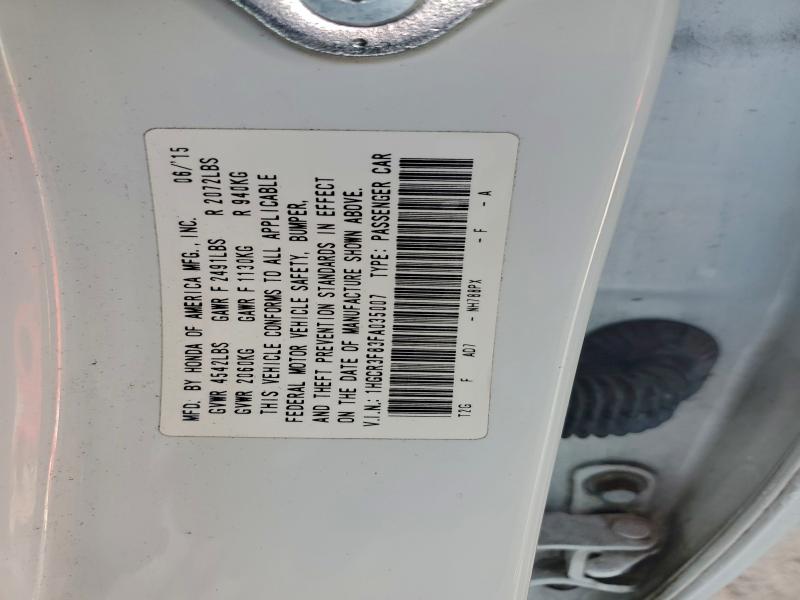 MFD. BY HONDA OF AMERICA MFG., INC. 06/'15
GVWR 4542LBS GAWR F 2491LBS R 2072LBS
GVWR 2060KG GAWR F 1130KG R 940KG
THIS VEHICLE CONFORMS TO ALL APPLICABLE
FEDERAL MOTOR VEHICLE SAFETY, BUMPER,
AND THEFT PREVENTION STANDARDS IN EFFECT
ON THE DATE OF MANUFACTURE SHOWN ABOVE.
V.I.N.: 1HGCR3F83FA035007 TYPE: PASSENGER CAR
T2G F AD7 - NH788PX - F - A